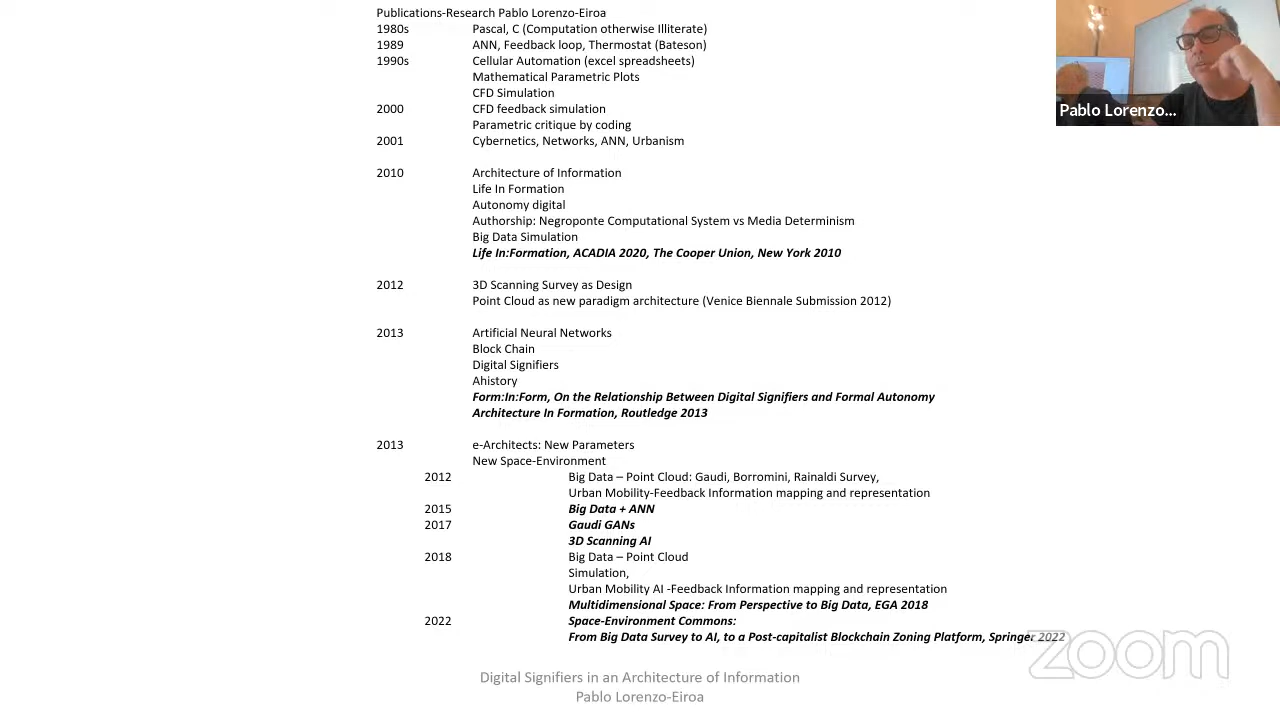 Publications-Research Pablo Lorenzo-Eiroa
1980s Pascal, C (Computation otherwise Illiterate)
1989 ANN, Feedback loop, Thermostat (Bateson)
1990s Cellular Automation (excel spreadsheets)
Mathematical Parametric Plots
CFD Simulation
2000 CFD feedback simulation
Parametric critique by coding
2001 Cybernetics, Networks, ANN, Urbanism
2010 Architecture of Information
Life In Formation
Autonomy digital
Authorship: Negroponte Computational System vs Media Determinism
Big Data Simulation
Life In:Formation, ACADIA 2020, The Cooper Union, New York 2010
2012 3D Scanning Survey as Design
Point Cloud as new paradigm architecture (Venice Biennale Submission 2012)
2013 Artificial Neural Networks
Block Chain
Digital Signifiers
Ahistory
Form:In:Form, On the Relationship Between Digital Signifiers and Formal Autonomy
Architecture In Formation, Routledge 2013
2013 e-Architects: New Parameters
New Space-Environment
2012 Big Data – Point Cloud: Gaudi, Borromini, Rainaldi Survey,
Urban Mobility-Feedback Information mapping and representation
2015 Big Data + ANN
2017 Gaudi GANs
3D Scanning AI
2018 Big Data – Point Cloud
Simulation,
Urban Mobility AI -Feedback Information mapping and representation
Multidimensional Space: From Perspective to Big Data, EGA 2018
2022 Space-Environment Commons:
From Big Data Survey to AI, to a Post-capitalist Blockchain Zoning Platform, Springer 2022
Digital Signifiers in an Architecture of Information
Pablo Lorenzo-Eiroa
Pablo Lorenzo...
zoom